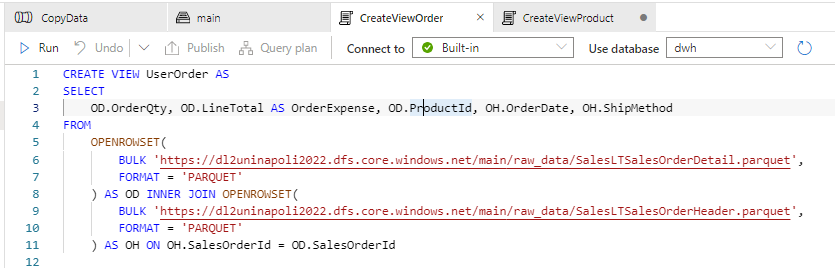 CopyData main CreateViewOrder × CreateViewProduct
Run Undo Publish Query plan Connect to Built-in Use database dwh
1 CREATE VIEW UserOrder AS
2 SELECT
3 OD.OrderQty, OD.LineTotal AS OrderExpense, OD.ProductId, OH.OrderDate, OH.ShipMethod
4 FROM
5 OPENROWSET(
6 BULK 'https://dl2uninapoli2022.dfs.core.windows.net/main/raw_data/SalesLTSalesOrderDetail.parquet',
7 FORMAT = 'PARQUET'
8 ) AS OD INNER JOIN OPENROWSET(
9 BULK 'https://dl2uninapoli2022.dfs.core.windows.net/main/raw_data/SalesLTSalesOrderHeader.parquet',
10 FORMAT = 'PARQUET'
11 ) AS OH ON OH.SalesOrderId = OD.SalesOrderId
12